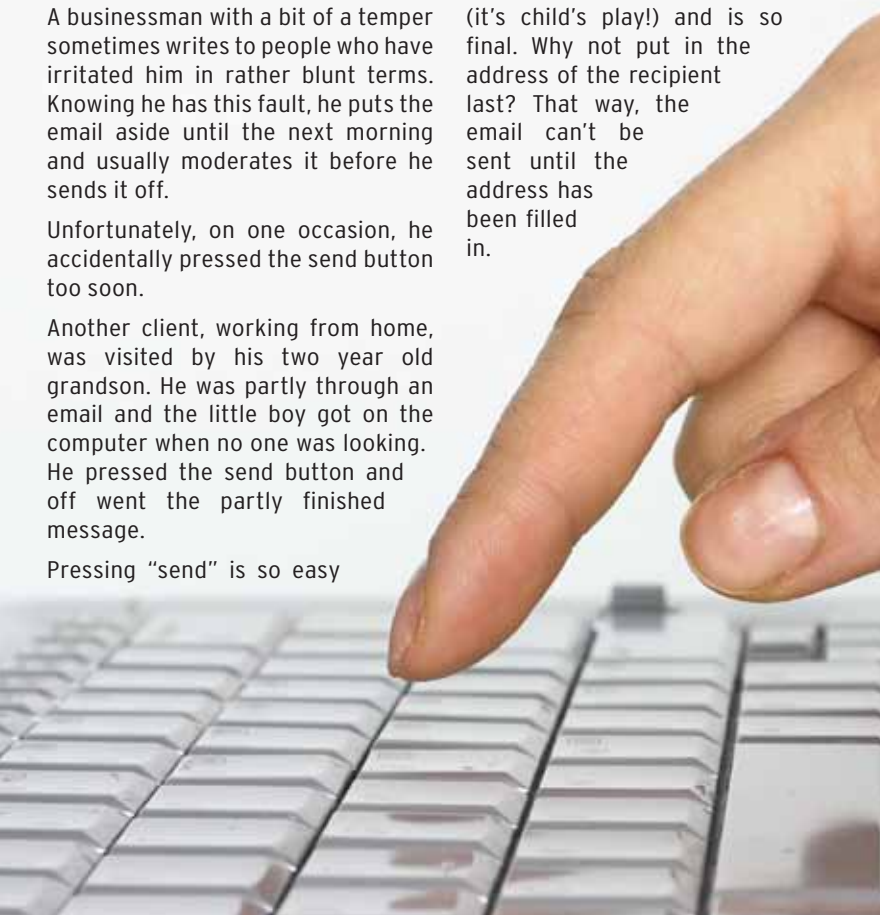 A businessman with a bit of a temper
sometimes writes to people who have
irritated him in rather blunt terms.
Knowing he has this fault, he puts the
email aside until the next morning
and usually moderates it before he
sends it off.
Unfortunately, on one occasion, he
accidentally pressed the send button
too soon.
Another client, working from home,
was visited by his two year old
grandson. He was partly through an
email and the little boy got on the
computer when no one was looking.
He pressed the send button and
off went the partly finished
message.
Pressing “send” is so easy
(it's child's play!) and is so
final. Why not put in the
address of the recipient
last? That way, the
email can't be
sent until the
address has
been filled
in.